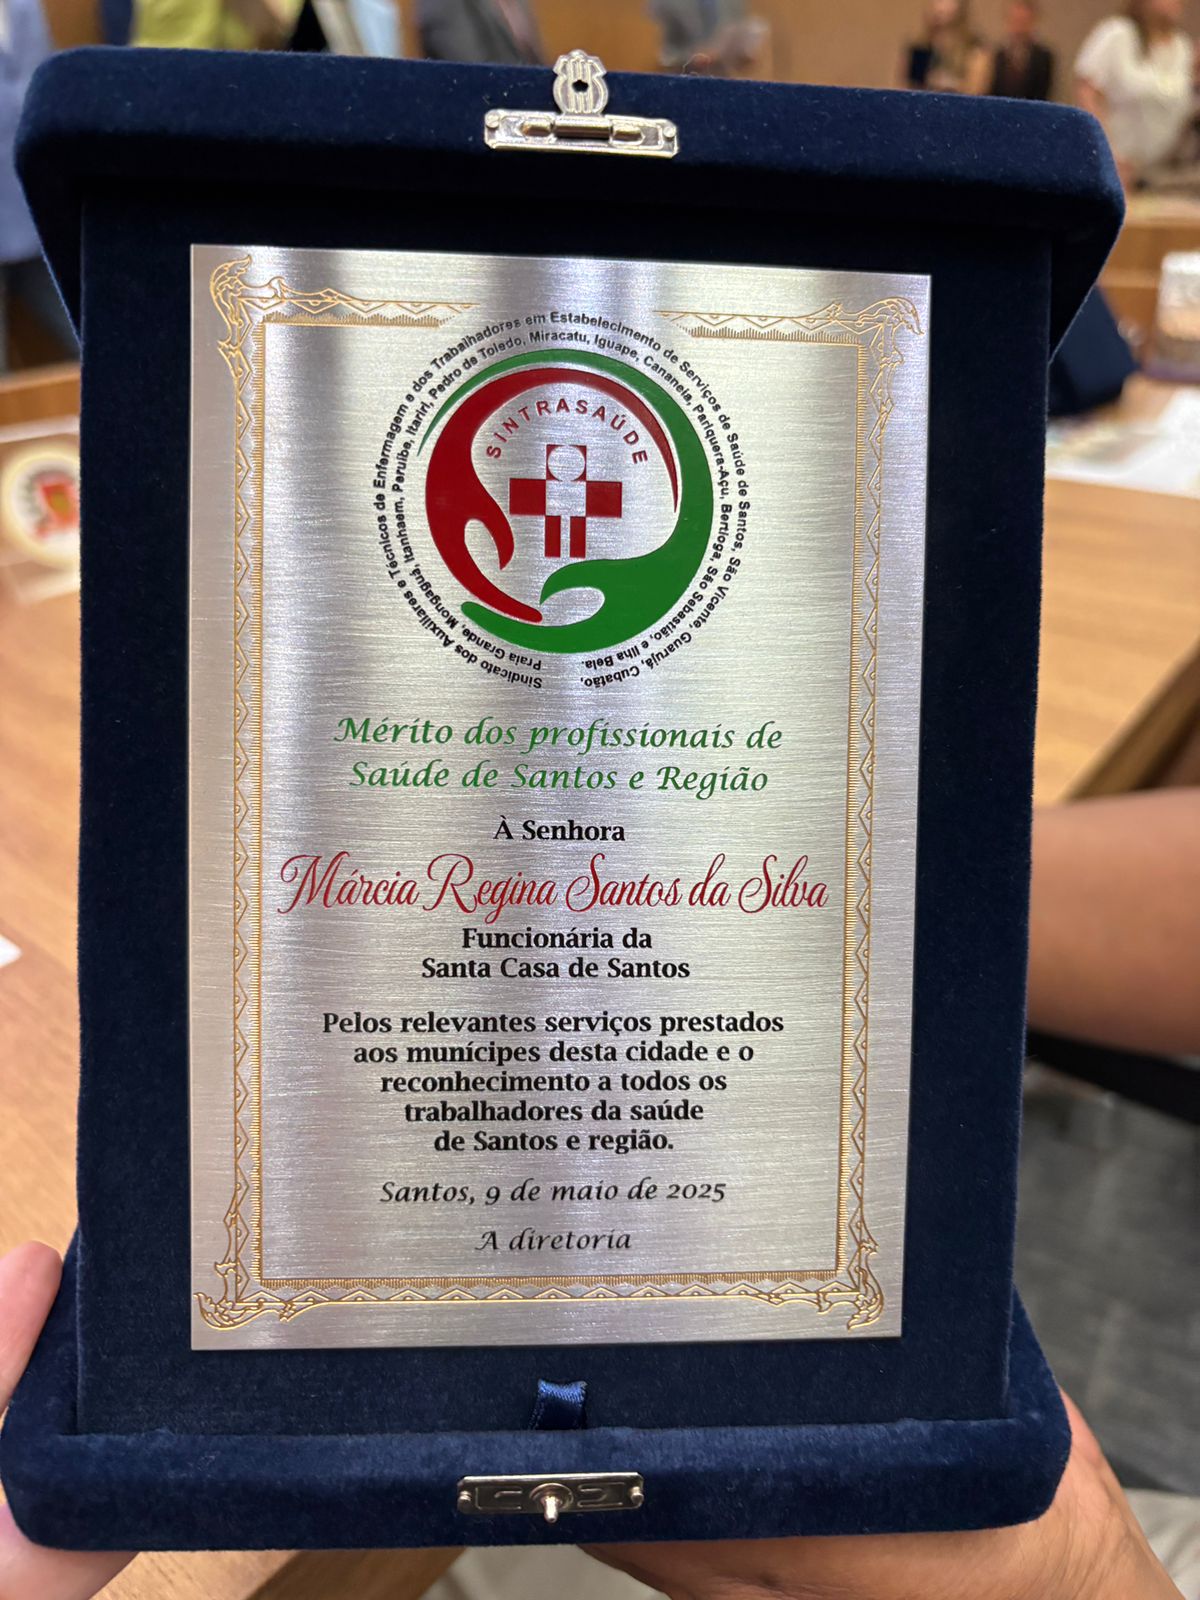 Sindicato dos Auxiliares e Técnicos de Enfermagem e dos Trabalhadores em Estabelecimento de Serviços de Saúde de Santos, São Vicente, Guarujá, Cubatão,
Praia Grande, Mongaguá, Itanhaem, Peruíbe, Itariri, Pedro de Toledo, Miracatu, Iguape, Cananeia, Pariquera-Açu, Bertioga, São Sebastião, e Ilha Bela.
SINTRASAÚDE
Mérito dos profissionais de
Saúde de Santos e Região
À Senhora
Márcia Regina Santos da Silva
Funcionária da
Santa Casa de Santos
Pelos relevantes serviços prestados
aos munícipes desta cidade e o
reconhecimento a todos os
trabalhadores da saúde
de Santos e região.
Santos, 9 de maio de 2025
A diretoria